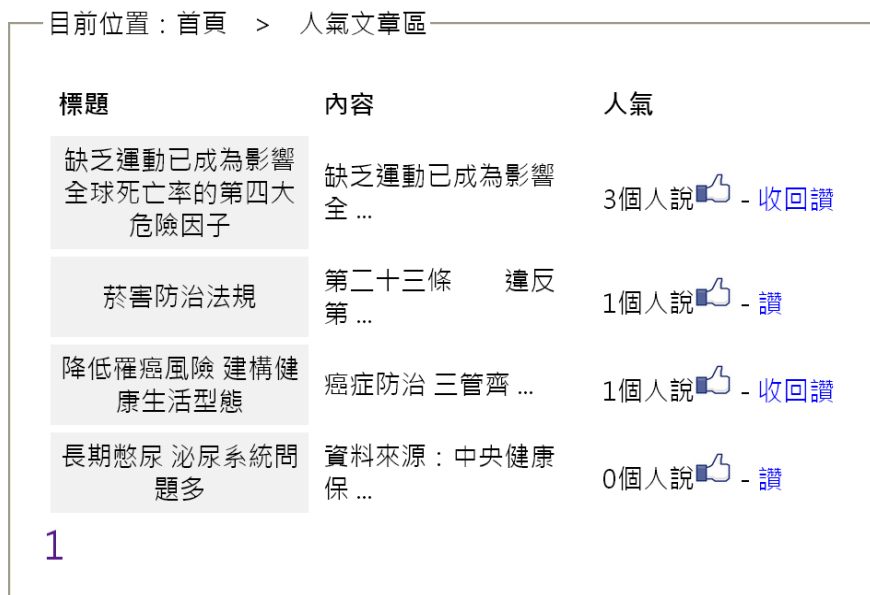 目前位置：首頁 > 人氣文章區
標題 內容 人氣
缺乏運動已成為影響
全球死亡率的第四大
危險因子
缺乏運動已成為影響
全 ...
3個人說 - 收回讚
菸害防治法規
第二十三條　　違反
第 ...
1個人說 - 讚
降低罹癌風險 建構健
康生活型態
癌症防治 三管齊 ...
1個人說 - 收回讚
長期憋尿 泌尿系統問
題多
資料來源：中央健康
保 ...
0個人說 - 讚
1